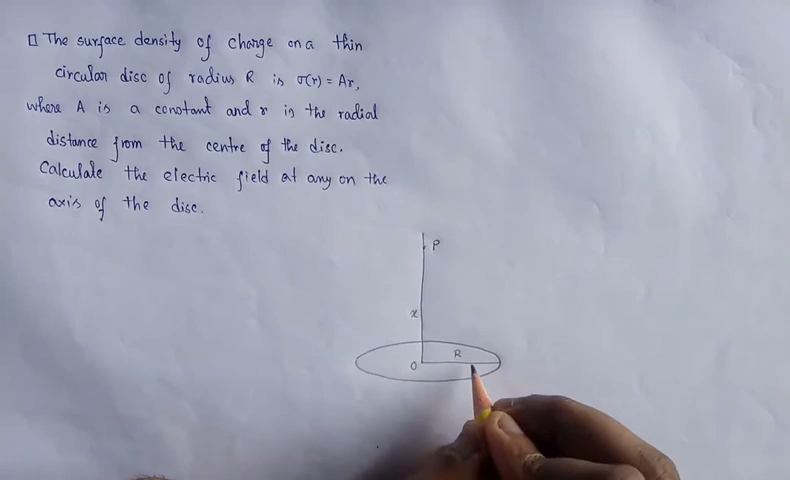 The surface density of charge on a thin
circular disc of radius R is σ(r) = Ar,
where A is a constant and r is the radial
distance from the centre of the disc.
Calculate the electric field at any on the
axis of the disc.
P
x
R
O